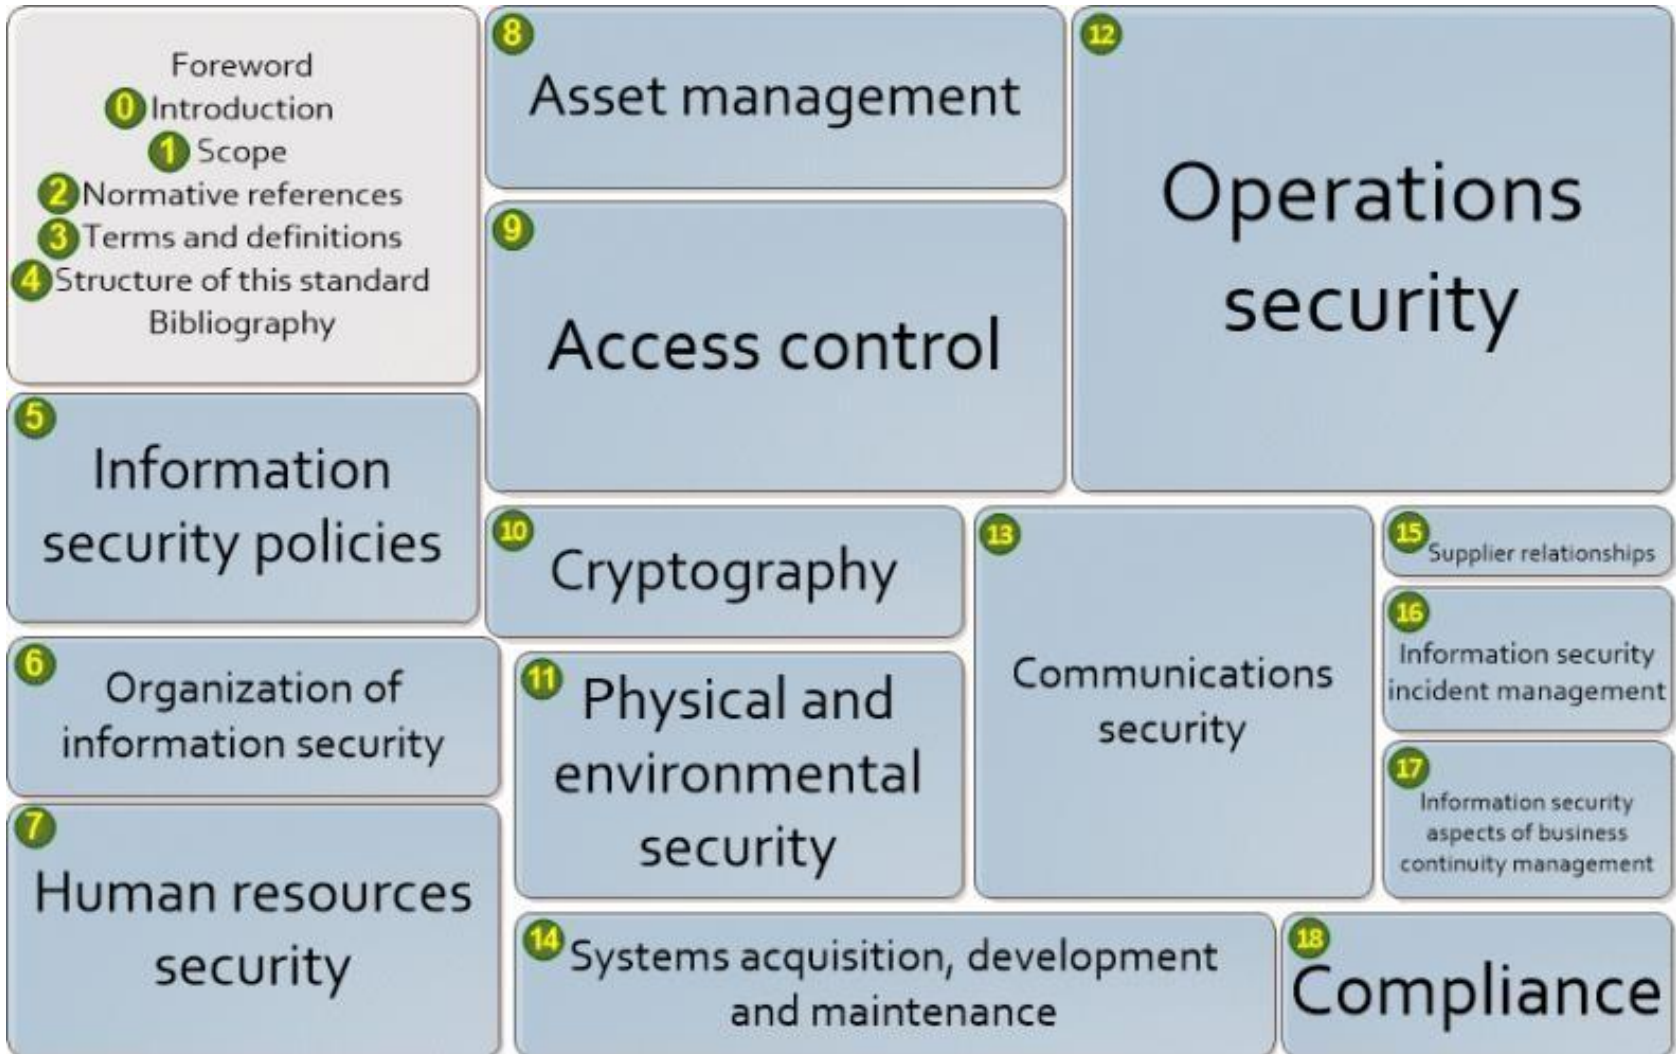 Foreword
0 Introduction
1 Scope
2 Normative references
3 Terms and definitions
4 Structure of this standard
Bibliography
5
Information
security policies
6
Organization of
information security
7
Human resources
security
8
Asset management
9
Access control
10
Cryptography
11
Physical and
environmental
security
12
Operations
security
13
Communications
security
14
Systems acquisition, development
and maintenance
15
Supplier relationships
16
Information security
incident management
17
Information security
aspects of business
continuity management
18
Compliance